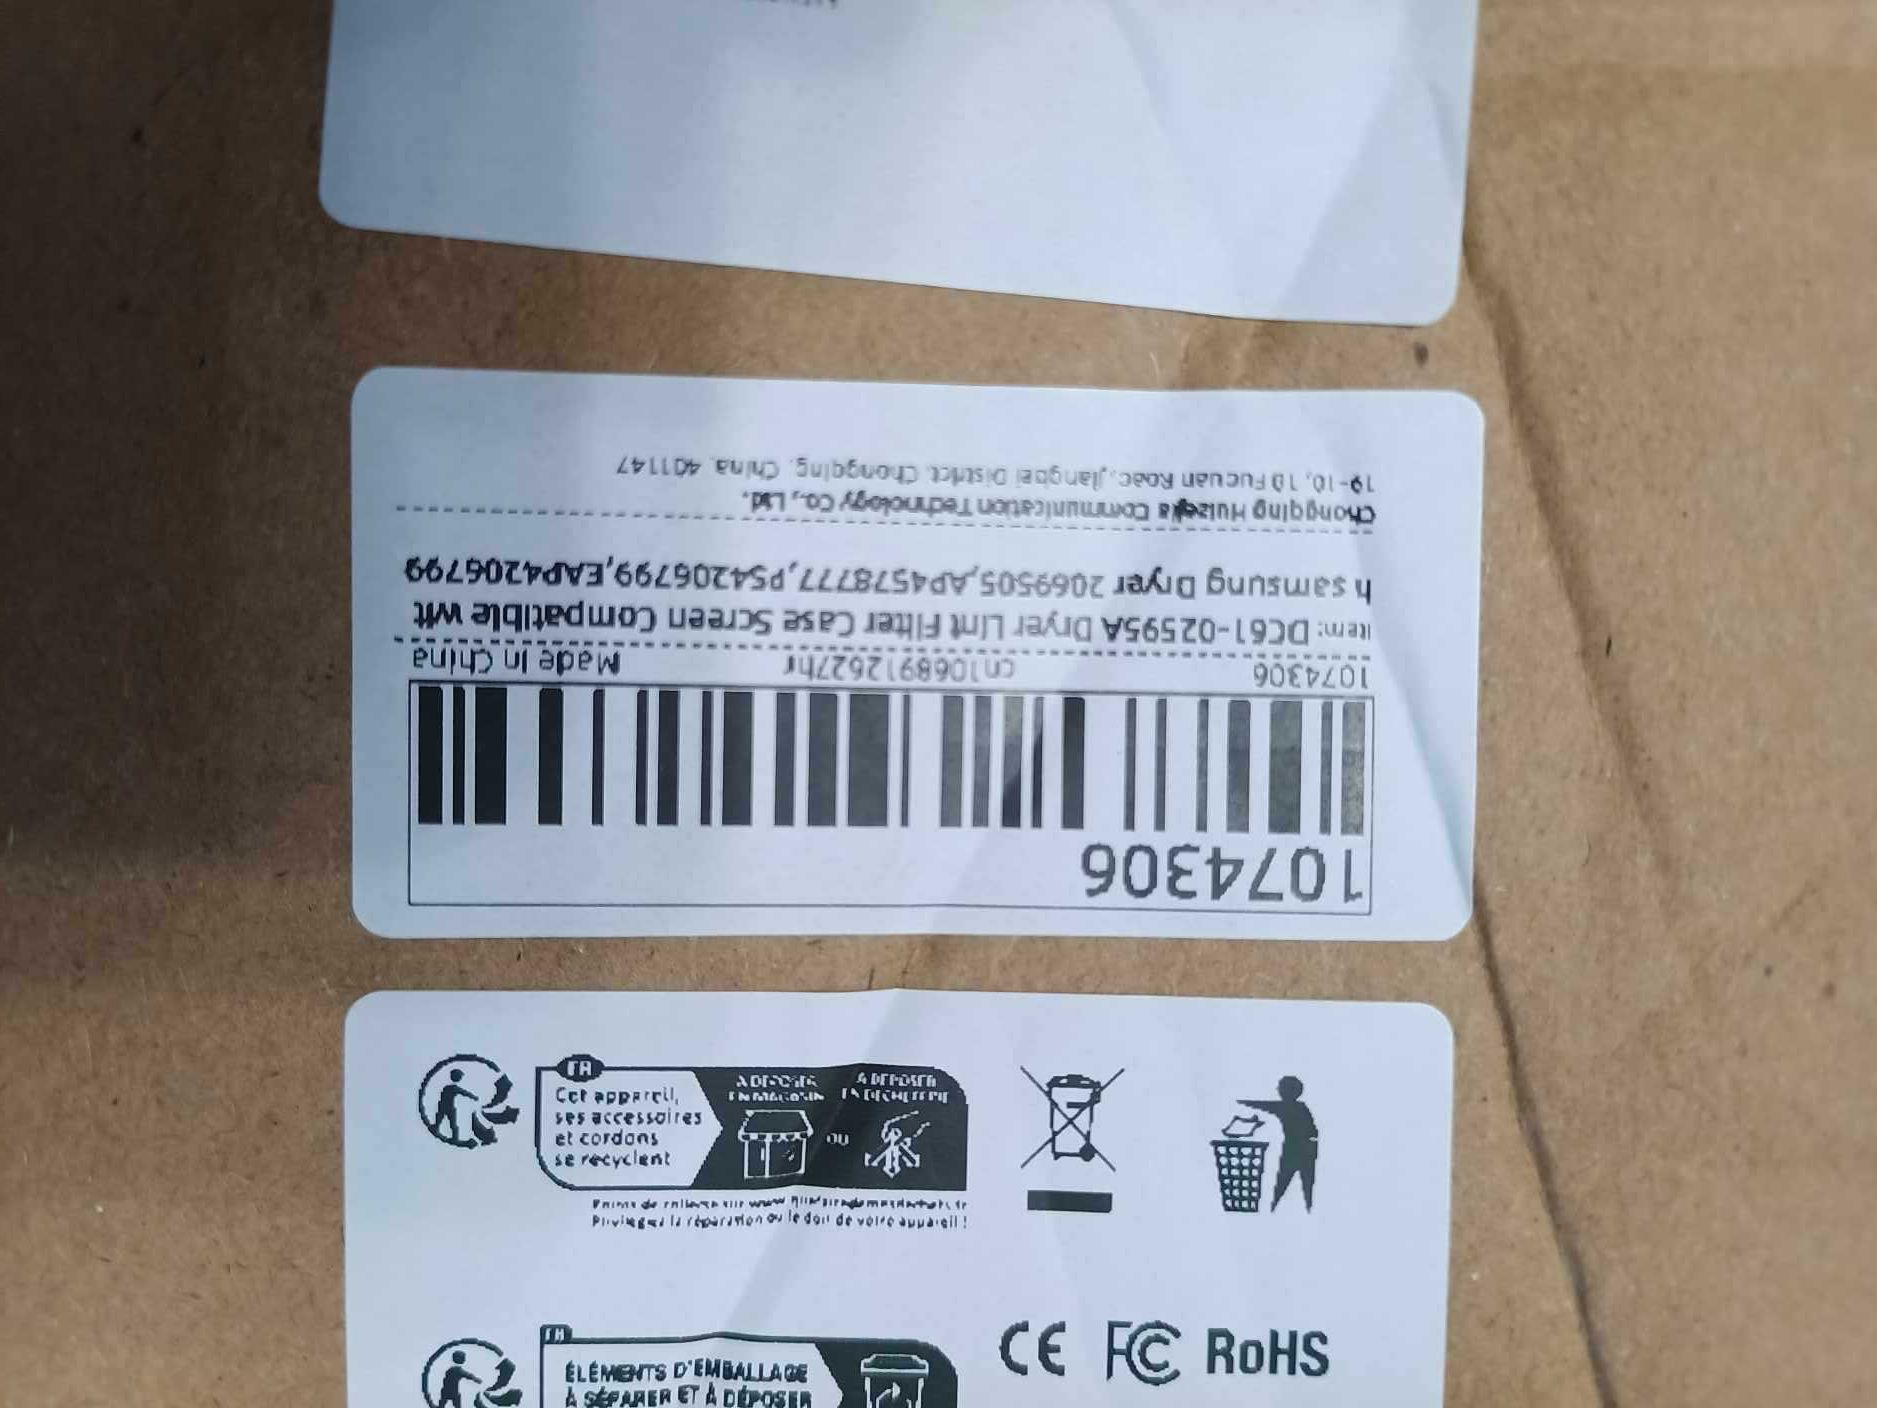 1074306
1074306 cn1068912627hr Made In China
item: DC61-02595A Dryer Lint Filter Case Screen Compatible wit
h samsung Dryer 2069505,AP4578777,PS4206799,EAP4206799
Chongqing Huizejia Communication Technology Co., Ltd.
19-10, 10 Fucuan Road, Jiangbei District, Chongqing, China, 401147
FR
Cet appareil,
ses accessoires
et cordons
se recyclent
À DÉPOSER
EN MAGASIN
OU
À DÉPOSER
EN DÉCHÈTERIE
Privilégiez la réparation ou le don de votre appareil !
CE FC RoHS
FR
ÉLÉMENTS D'EMBALLAGE
À SÉPARER ET À DÉPOSER